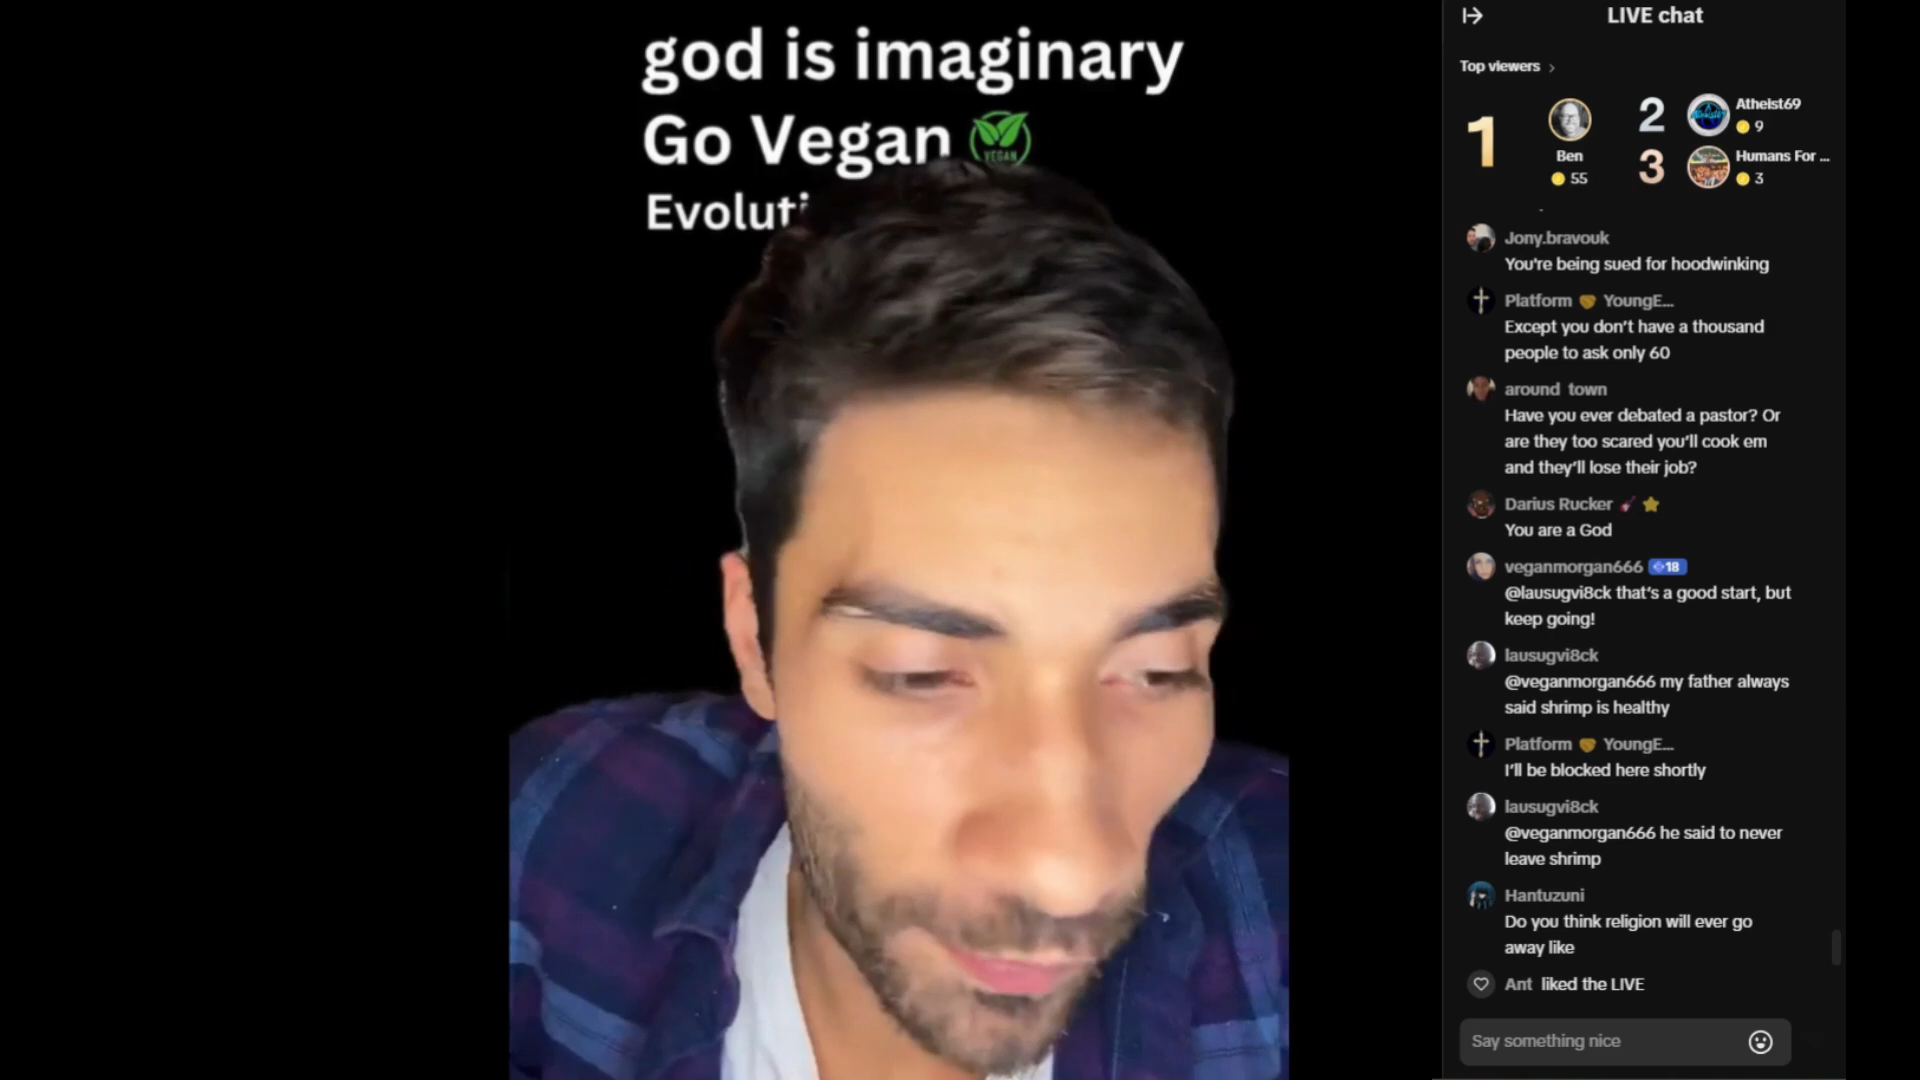 god is imaginary
Go Vegan
VEGAN
Evoluti
LIVE chat
Top viewers
1
Ben
55
2
Atheist69
9
3
Humans For ...
3
Jony.bravouk
You're being sued for hoodwinking
Platform 🤛 YoungE...
Except you don't have a thousand
people to ask only 60
around town
Have you ever debated a pastor? Or
are they too scared you'll cook em
and they'll lose their job?
Darius Rucker 🎸 ⭐
You are a God
veganmorgan666 18
@lausugvi8ck that's a good start, but
keep going!
lausugvi8ck
@veganmorgan666 my father always
said shrimp is healthy
Platform 🤛 YoungE...
I'll be blocked here shortly
lausugvi8ck
@veganmorgan666 he said to never
leave shrimp
Hantuzuni
Do you think religion will ever go
away like
Ant liked the LIVE
Say something nice